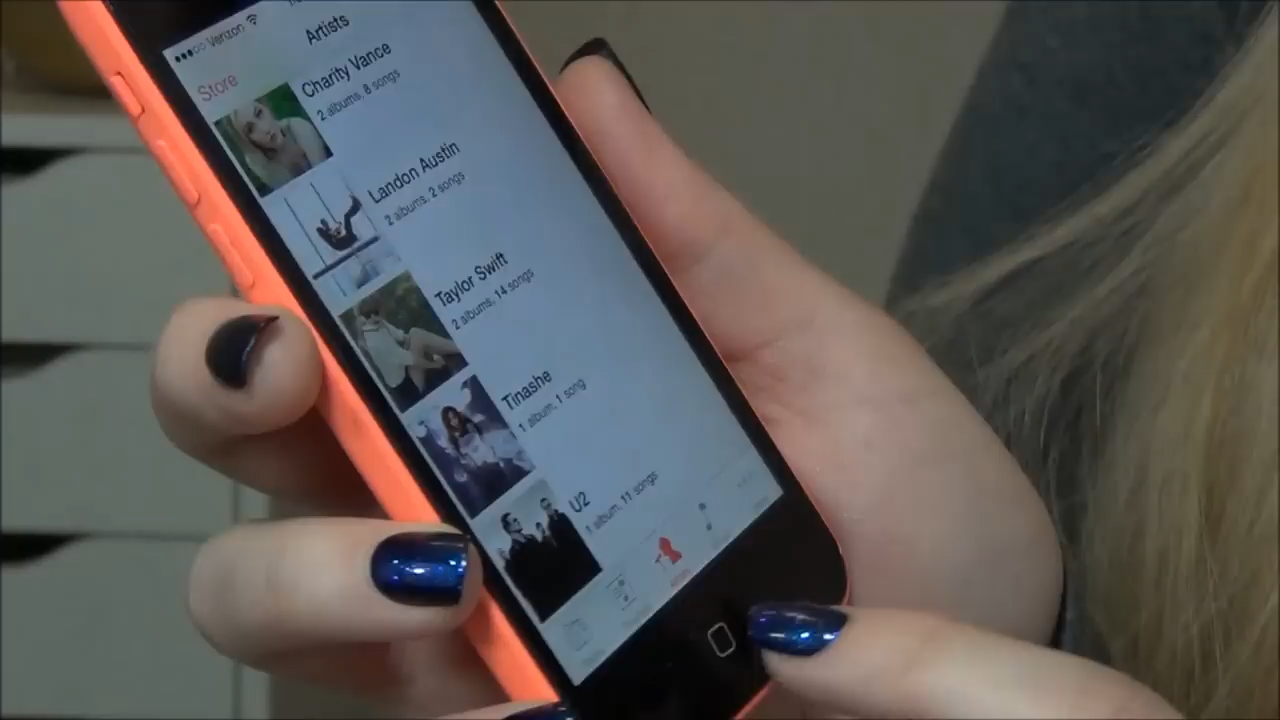 Verizon
Artists
Store
Charity Vance
2 albums, 8 songs
Landon Austin
2 albums, 2 songs
Taylor Swift
2 albums, 14 songs
Tinashe
1 album, 1 song
U2
1 album, 11 songs